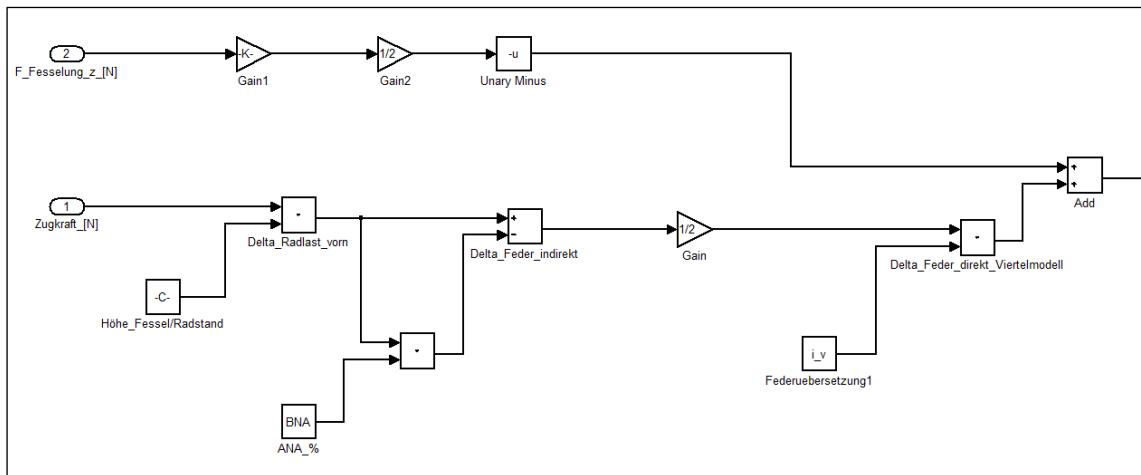 2
F_Fesselung_z_[N]
-K-
Gain1
1/2
Gain2
-u
Unary Minus
+
+
Add
1
Zugkraft_[N]
Delta_Radlast_vorn
-C-
Höhe_Fessel/Radstand
+
−
Delta_Feder_indirekt
1/2
Gain
Delta_Feder_direkt_Viertelmodell
i_v
Federuebersetzung1
BNA
ANA_%